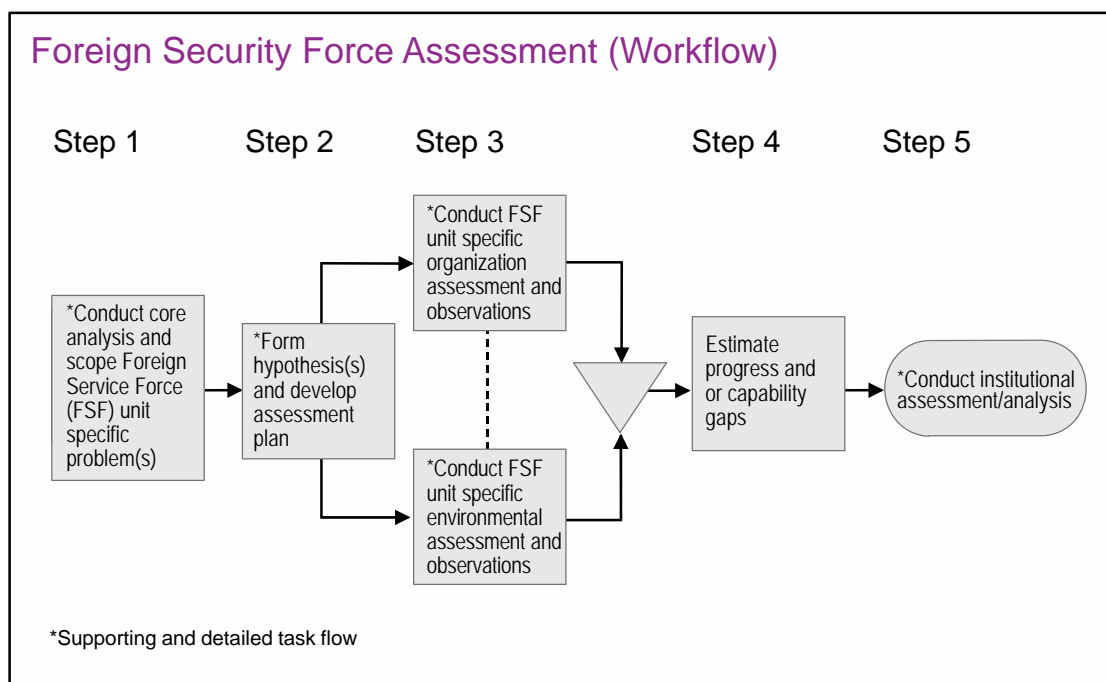 Foreign Security Force Assessment (Workflow)
Step 1
Step 2
Step 3
Step 4
Step 5
*Conduct core
analysis and
scope Foreign
Service Force
(FSF) unit
specific
problem(s)
*Form
hypothesis(s)
and develop
assessment
plan
*Conduct FSF
unit specific
organization
assessment and
observations
*Conduct FSF
unit specific
environmental
assessment and
observations
Estimate
progress and
or capability
gaps
*Conduct institutional
assessment/analysis
*Supporting and detailed task flow